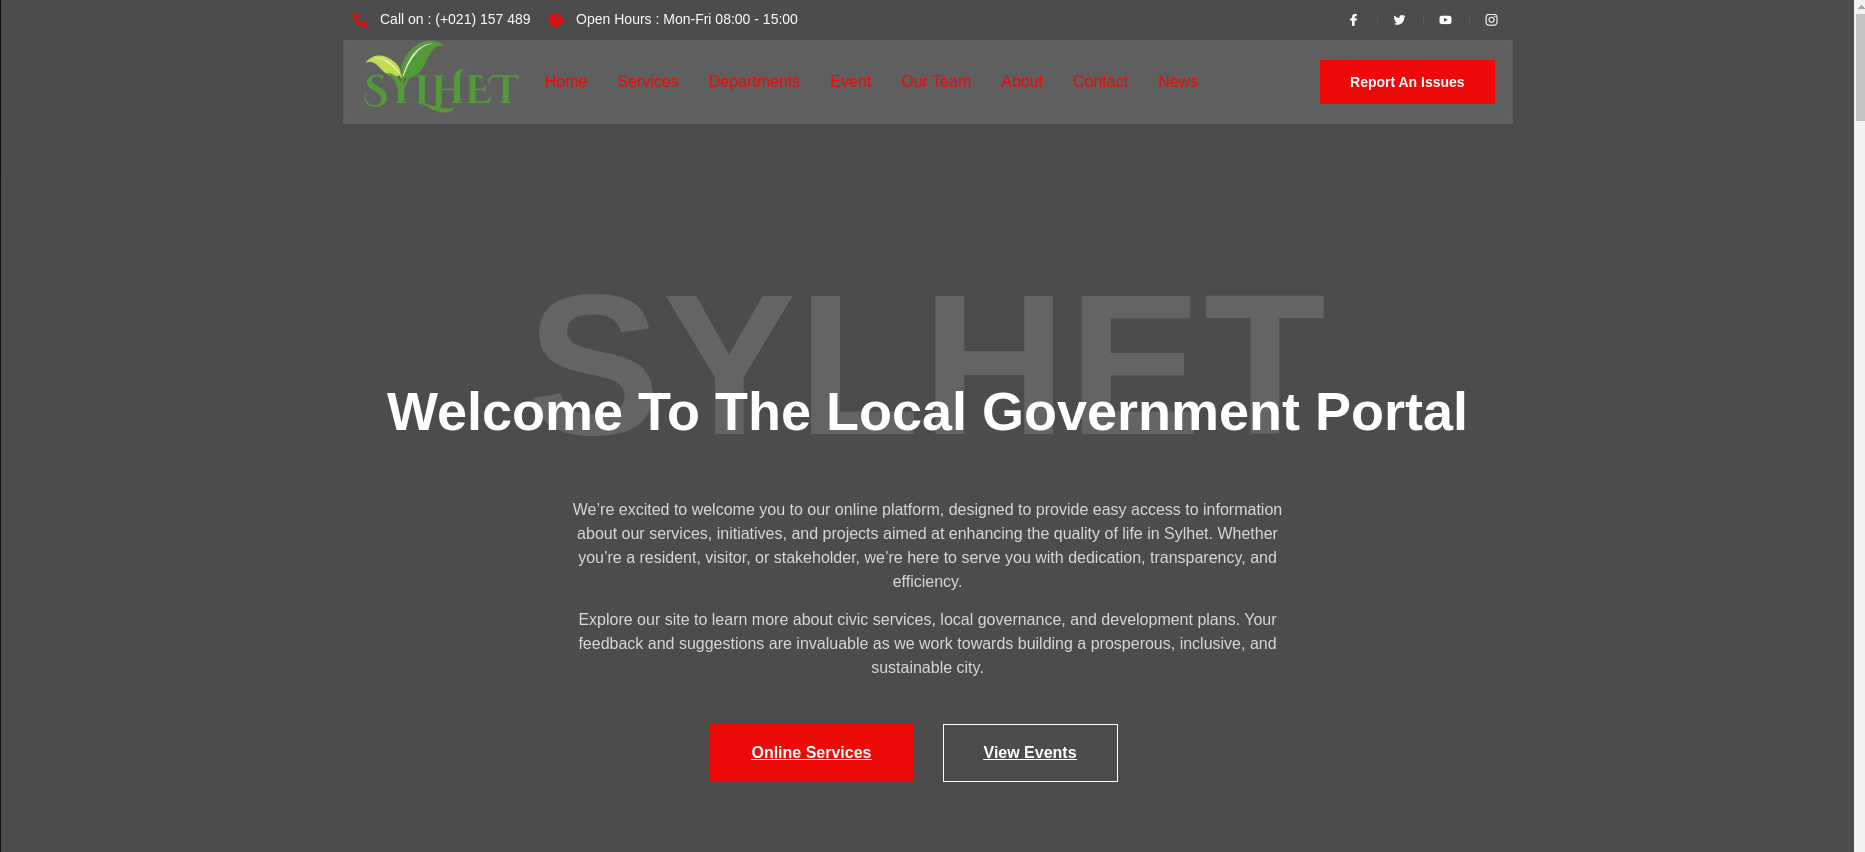 Call on : (+021) 157 489 Open Hours : Mon-Fri 08:00 - 15:00
SYLHET Home Services Departments Event Our Team About Contact News Report An Issues
SYLHET
Welcome To The Local Government Portal
We’re excited to welcome you to our online platform, designed to provide easy access to information
about our services, initiatives, and projects aimed at enhancing the quality of life in Sylhet. Whether
you’re a resident, visitor, or stakeholder, we’re here to serve you with dedication, transparency, and
efficiency.
Explore our site to learn more about civic services, local governance, and development plans. Your
feedback and suggestions are invaluable as we work towards building a prosperous, inclusive, and
sustainable city.
Online Services View Events